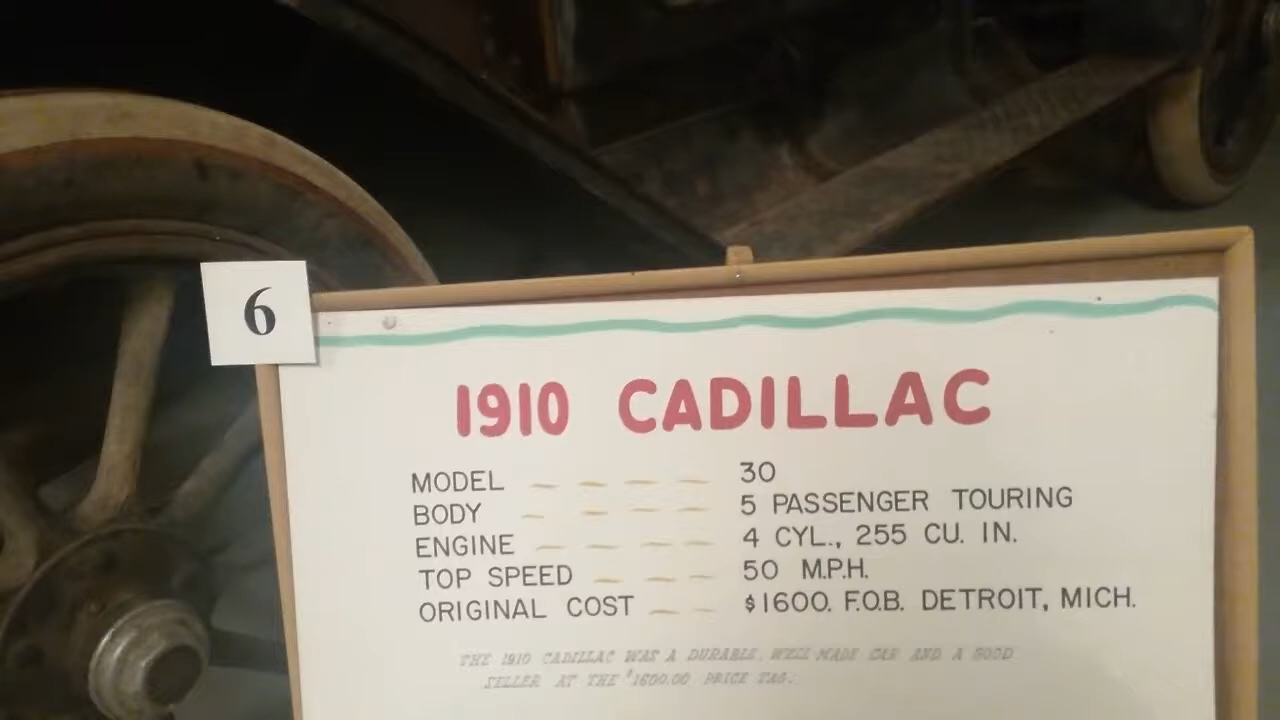 6
1910 CADILLAC
MODEL 30
BODY 5 PASSENGER TOURING
ENGINE 4 CYL., 255 CU. IN.
TOP SPEED 50 M.P.H.
ORIGINAL COST $1600. F.O.B. DETROIT, MICH.
THE 1910 CADILLAC WAS A DURABLE, WELL MADE CAR AND A GOOD
SELLER AT THE $1600.00 PRICE TAG.